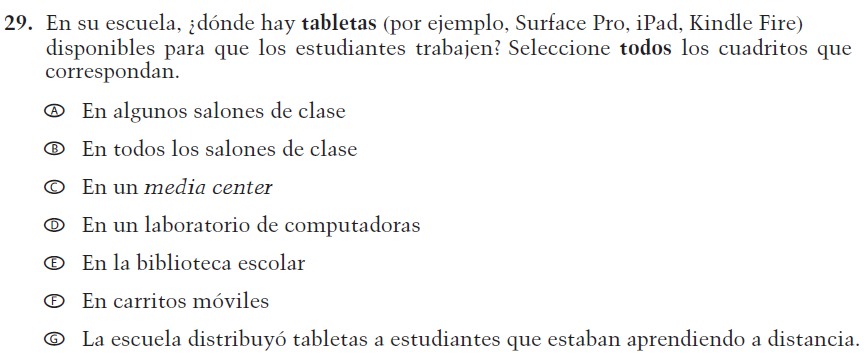 29. En su escuela, ¿dónde hay tabletas (por ejemplo, Surface Pro, iPad, Kindle Fire)
disponibles para que los estudiantes trabajen? Seleccione todos los cuadritos que
correspondan.
A En algunos salones de clase
B En todos los salones de clase
C En un media center
D En un laboratorio de computadoras
E En la biblioteca escolar
F En carritos móviles
G La escuela distribuyó tabletas a estudiantes que estaban aprendiendo a distancia.